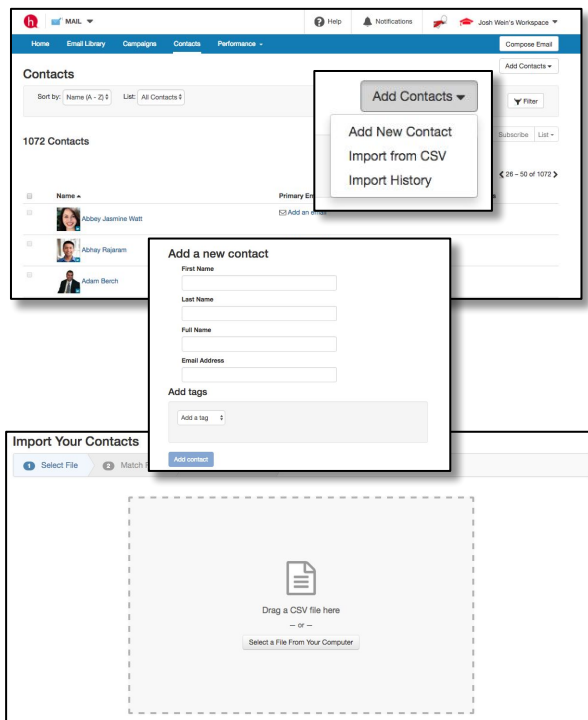 h MAIL Help Notifications Josh Wein's Workspace
Home Email Library Campaigns Contacts Performance Compose Email
Contacts Add Contacts
Sort by: Name (A - Z) List: All Contacts Filter
1072 Contacts Subscribe List
26 – 50 of 1072
Name Primary
Abbey Jasmine Watt Add an email
Abhay Rajaram
Adam Berch
Add Contacts
Add New Contact
Import from CSV
Import History
Add a new contact
First Name
Last Name
Full Name
Email Address
Add tags
Add a tag
Add contact
Import Your Contacts
1 Select File 2 Match
Drag a CSV file here
— or —
Select a File From Your Computer